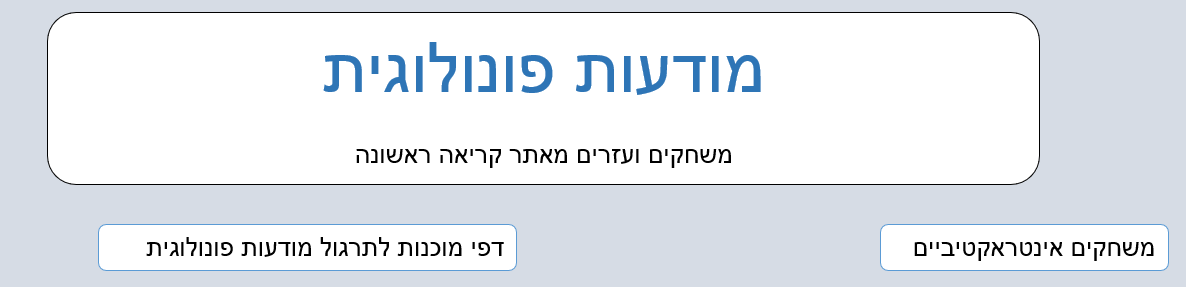 מודעות פונולוגית
משחקים ועזרים מאתר קריאה ראשונה
משחקים אינטראקטיביים
דפי מוכנות לתרגול מודעות פונולוגית